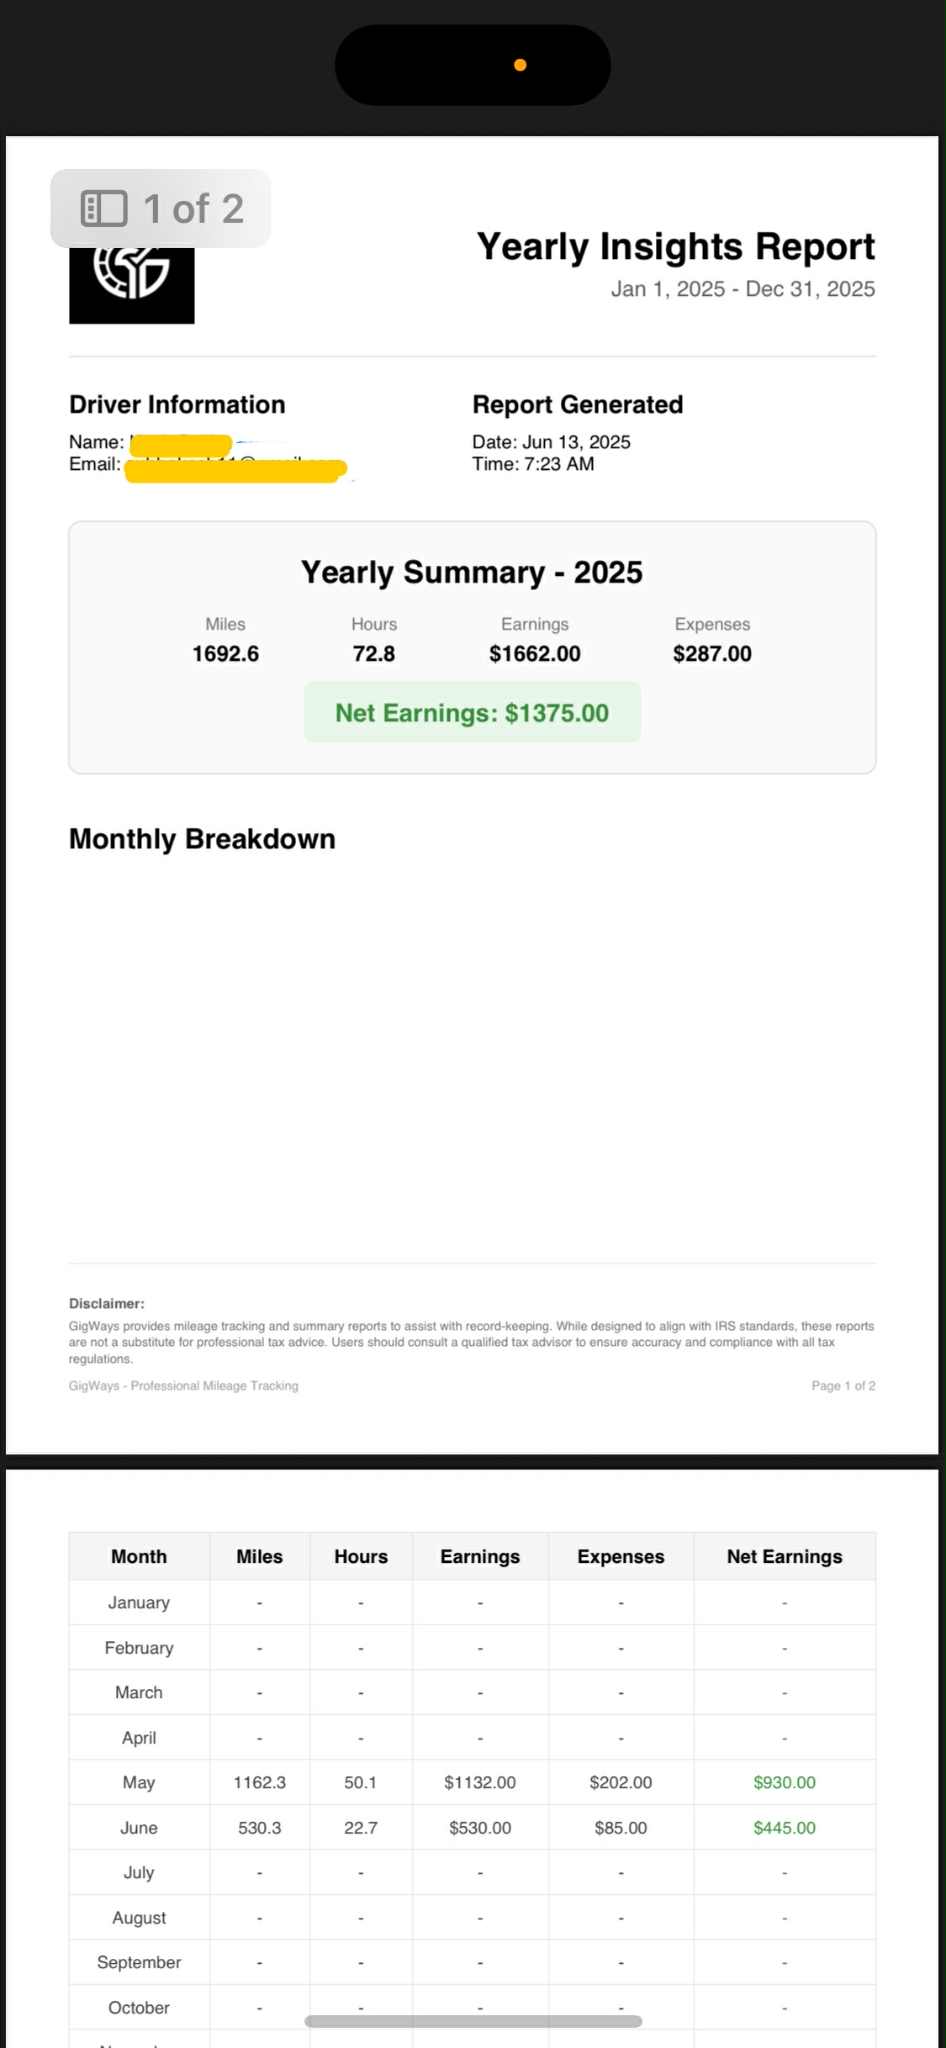 1 of 2
Yearly Insights Report
Jan 1, 2025 - Dec 31, 2025
Driver Information
Report Generated
Name:
Date: Jun 13, 2025
Email:
Time: 7:23 AM
Yearly Summary - 2025
Miles Hours Earnings Expenses
1692.6 72.8 $1662.00 $287.00
Net Earnings: $1375.00
Monthly Breakdown
Disclaimer:
GigWays provides mileage tracking and summary reports to assist with record-keeping. While designed to align with IRS standards, these reports
are not a substitute for professional tax advice. Users should consult a qualified tax advisor to ensure accuracy and compliance with all tax
regulations.
GigWays - Professional Mileage Tracking Page 1 of 2
Month Miles Hours Earnings Expenses Net Earnings
January - - - - -
February - - - - -
March - - - - -
April - - - - -
May 1162.3 50.1 $1132.00 $202.00 $930.00
June 530.3 22.7 $530.00 $85.00 $445.00
July - - - - -
August - - - - -
September - - - - -
October - - - - -